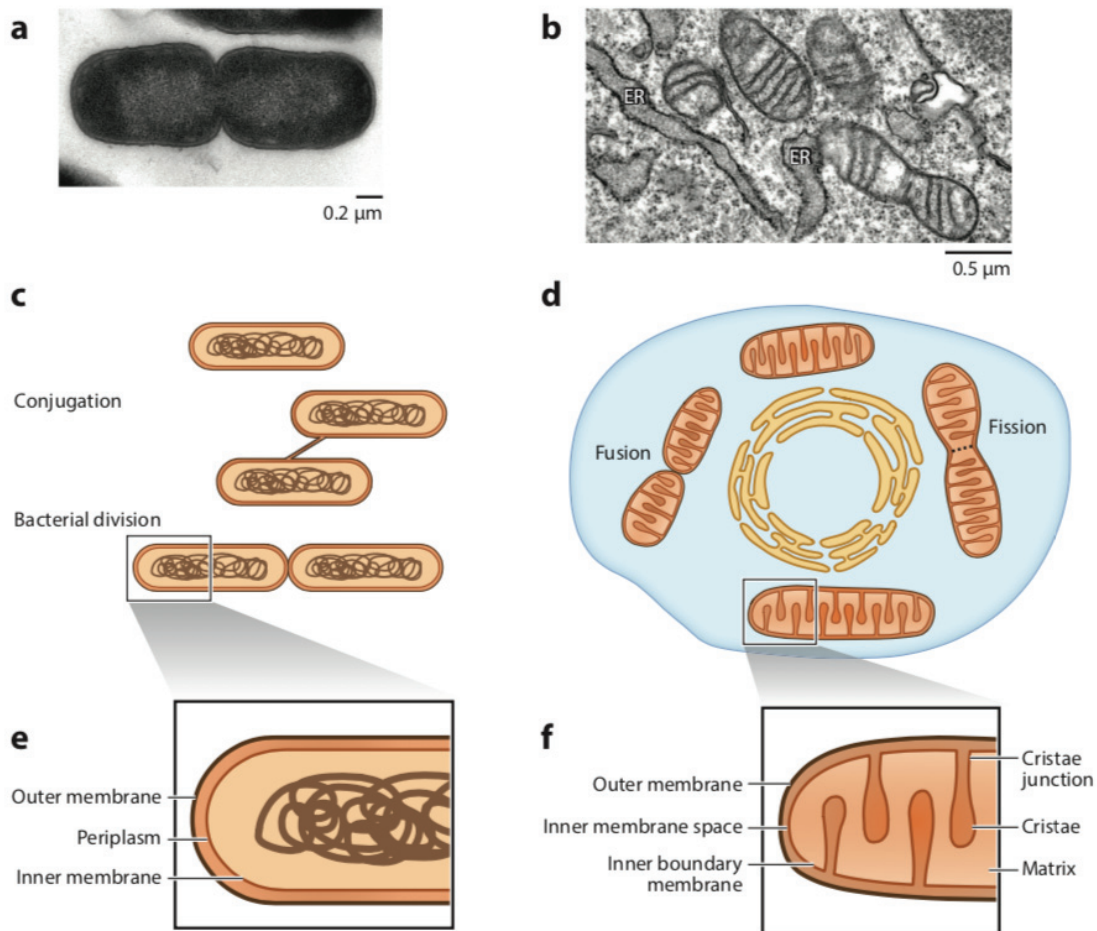 a
0.2 µm
b
ER
ER
0.5 µm
c
Conjugation
Bacterial division
d
Fusion
Fission
e
Outer membrane
Periplasm
Inner membrane
f
Outer membrane
Inner membrane space
Inner boundary
membrane
Cristae
junction
Cristae
Matrix